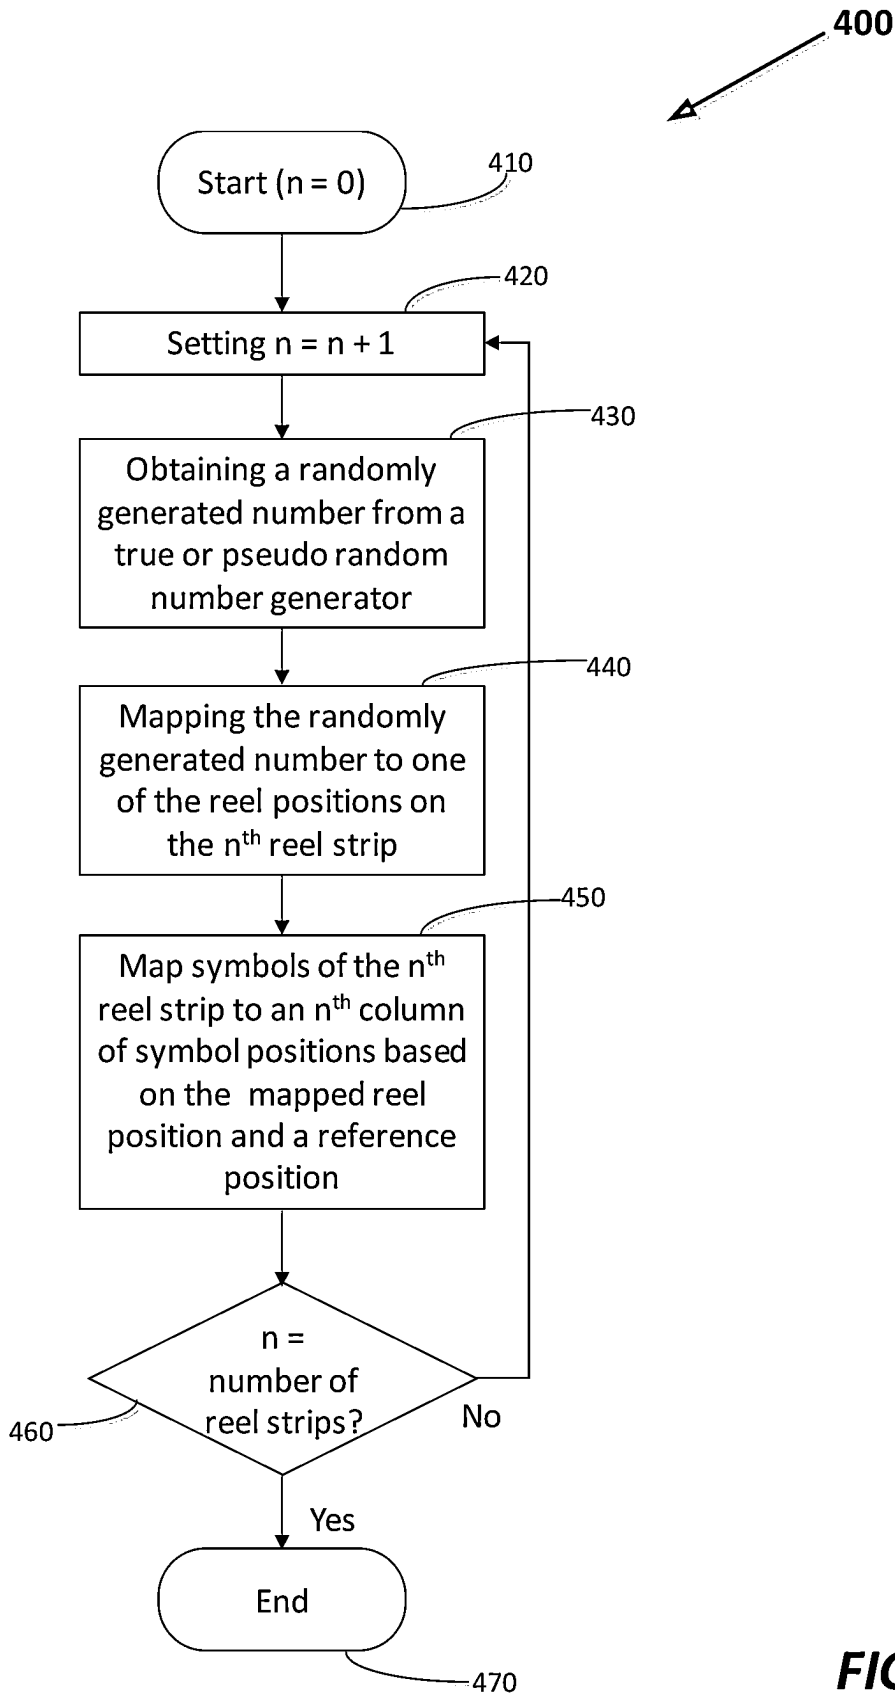 400
Start (n = 0)
410
420
Setting n = n + 1
430
Obtaining a randomly
generated number from a
true or pseudo random
number generator
440
Mapping the randomly
generated number to one
of the reel positions on
the nth reel strip
450
Map symbols of the nth
reel strip to an nth column
of symbol positions based
on the mapped reel
position and a reference
position
n =
number of
reel strips?
460
No
Yes
End
470
FIG